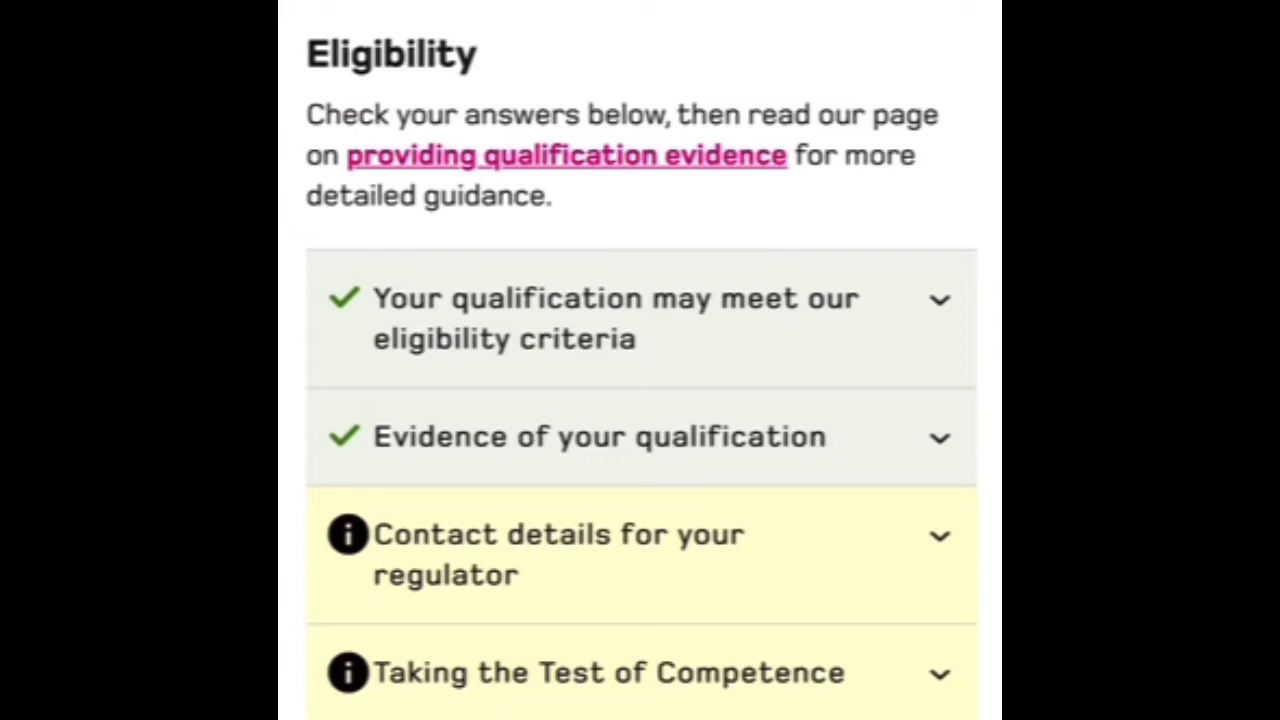 Eligibility
Check your answers below, then read our page
on providing qualification evidence for more
detailed guidance.
Your qualification may meet our
eligibility criteria
Evidence of your qualification
Contact details for your
regulator
Taking the Test of Competence